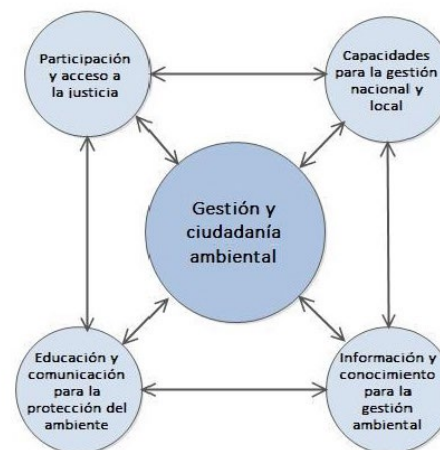 Participación
y acceso a
la justicia
Capacidades
para la gestión
nacional y
local
Gestión y
ciudadanía
ambiental
Educación y
comunicación
para la
protección del
ambiente
Información y
conocimiento
para la
gestión
ambiental